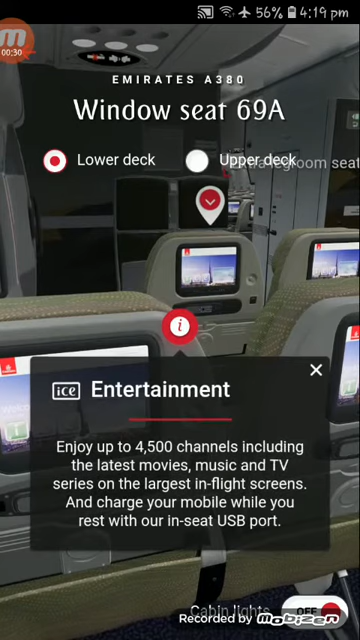 56% 4:19 pm
00:30
EMIRATES A380
Window seat 69A
Lower deck
Upper deck
Extra legroom seat
i
ice Entertainment
Enjoy up to 4,500 channels including
the latest movies, music and TV
series on the largest in-flight screens.
And charge your mobile while you
rest with our in-seat USB port.
Cabin lights OFF
Recorded by Mobizen